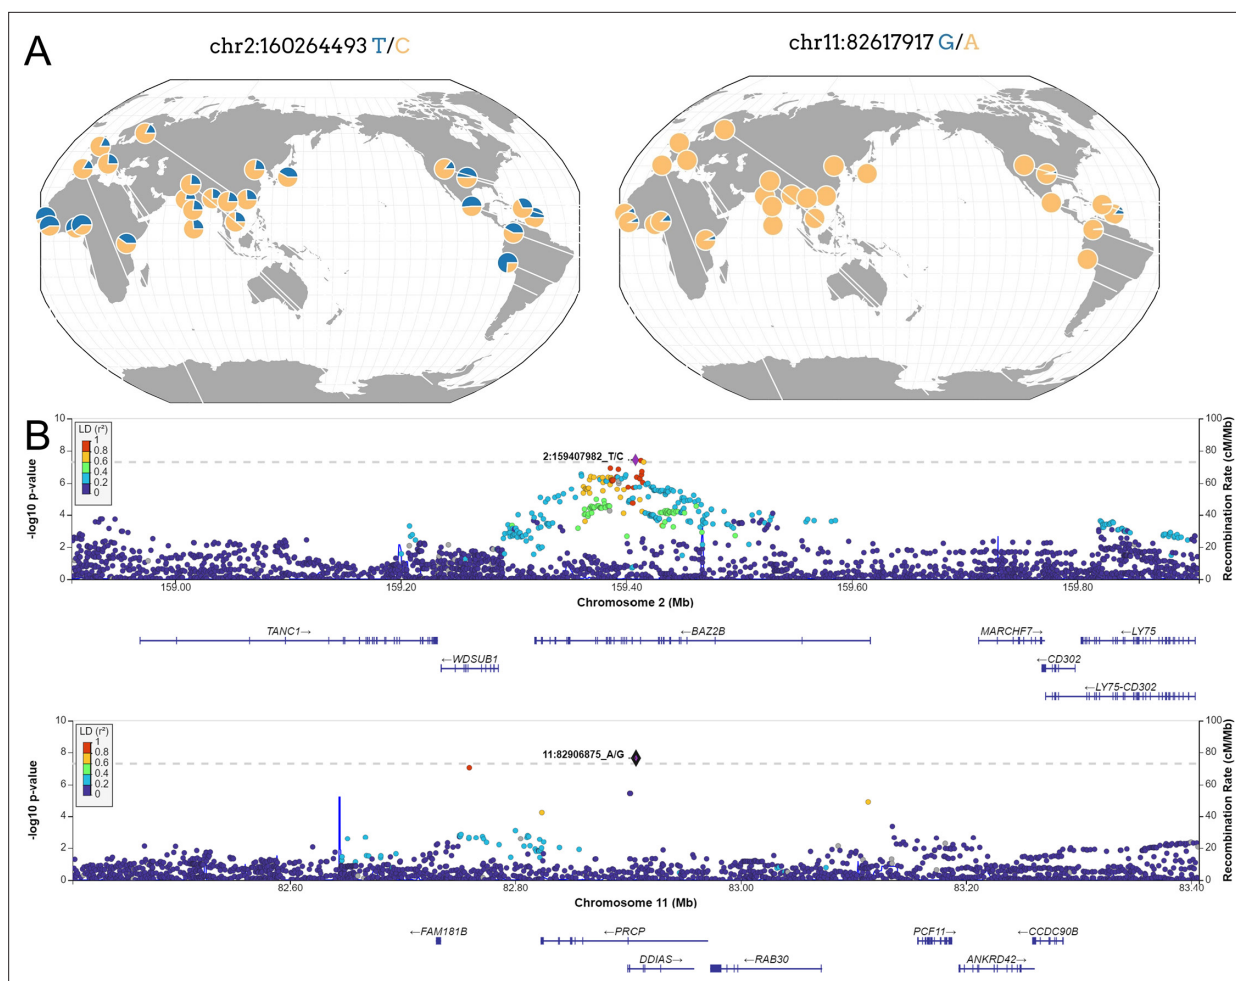 A
chr2:160264493 T/C
chr11:82617917 G/A
B
10
8
6
4
2
0
-log10 p-value
LD (r²)
1
0.8
0.6
0.4
0.2
0
2:159407982_T/C
100
80
60
40
20
0
Recombination Rate (cM/Mb)
159.00
159.20
159.40
159.60
159.80
Chromosome 2 (Mb)
TANC1→
←BAZ2B
MARCHF7→
←LY75
←WDSUB1
←CD302
←LY75-CD302
10
8
6
4
2
0
-log10 p-value
LD (r²)
1
0.8
0.6
0.4
0.2
0
11:82906875_A/G
100
80
60
40
20
0
Recombination Rate (cM/Mb)
82.60
82.80
83.00
83.20
83.40
Chromosome 11 (Mb)
←FAM181B
←PRCP
PCF11→
←CCDC90B
DDIAS→
←RAB30
ANKRD42→